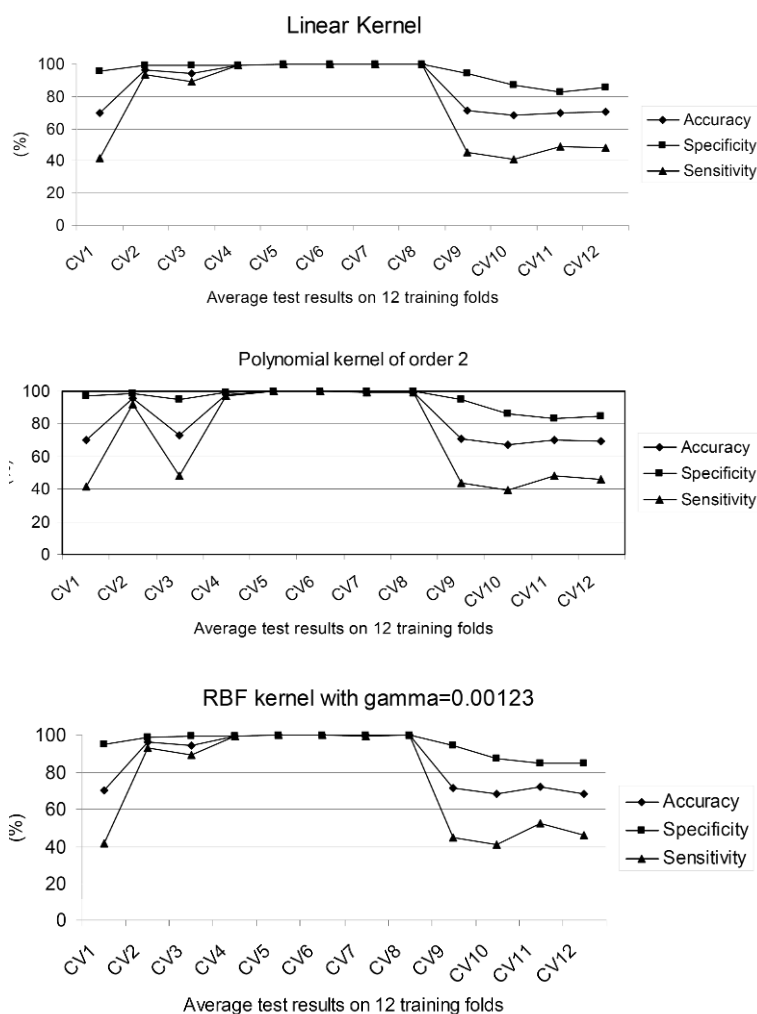 Linear Kernel
100
80
60
40
20
0
(%)
CV1
CV2
CV3
CV4
CV5
CV6
CV7
CV8
CV9
CV10
CV11
CV12
Average test results on 12 training folds
Accuracy
Specificity
Sensitivity
Polynomial kernel of order 2
100
80
60
40
20
0
CV1
CV2
CV3
CV4
CV5
CV6
CV7
CV8
CV9
CV10
CV11
CV12
Average test results on 12 training folds
Accuracy
Specificity
Sensitivity
RBF kernel with gamma=0.00123
100
80
60
40
20
0
(%)
CV1
CV2
CV3
CV4
CV5
CV6
CV7
CV8
CV9
CV10
CV11
CV12
Average test results on 12 training folds
Accuracy
Specificity
Sensitivity